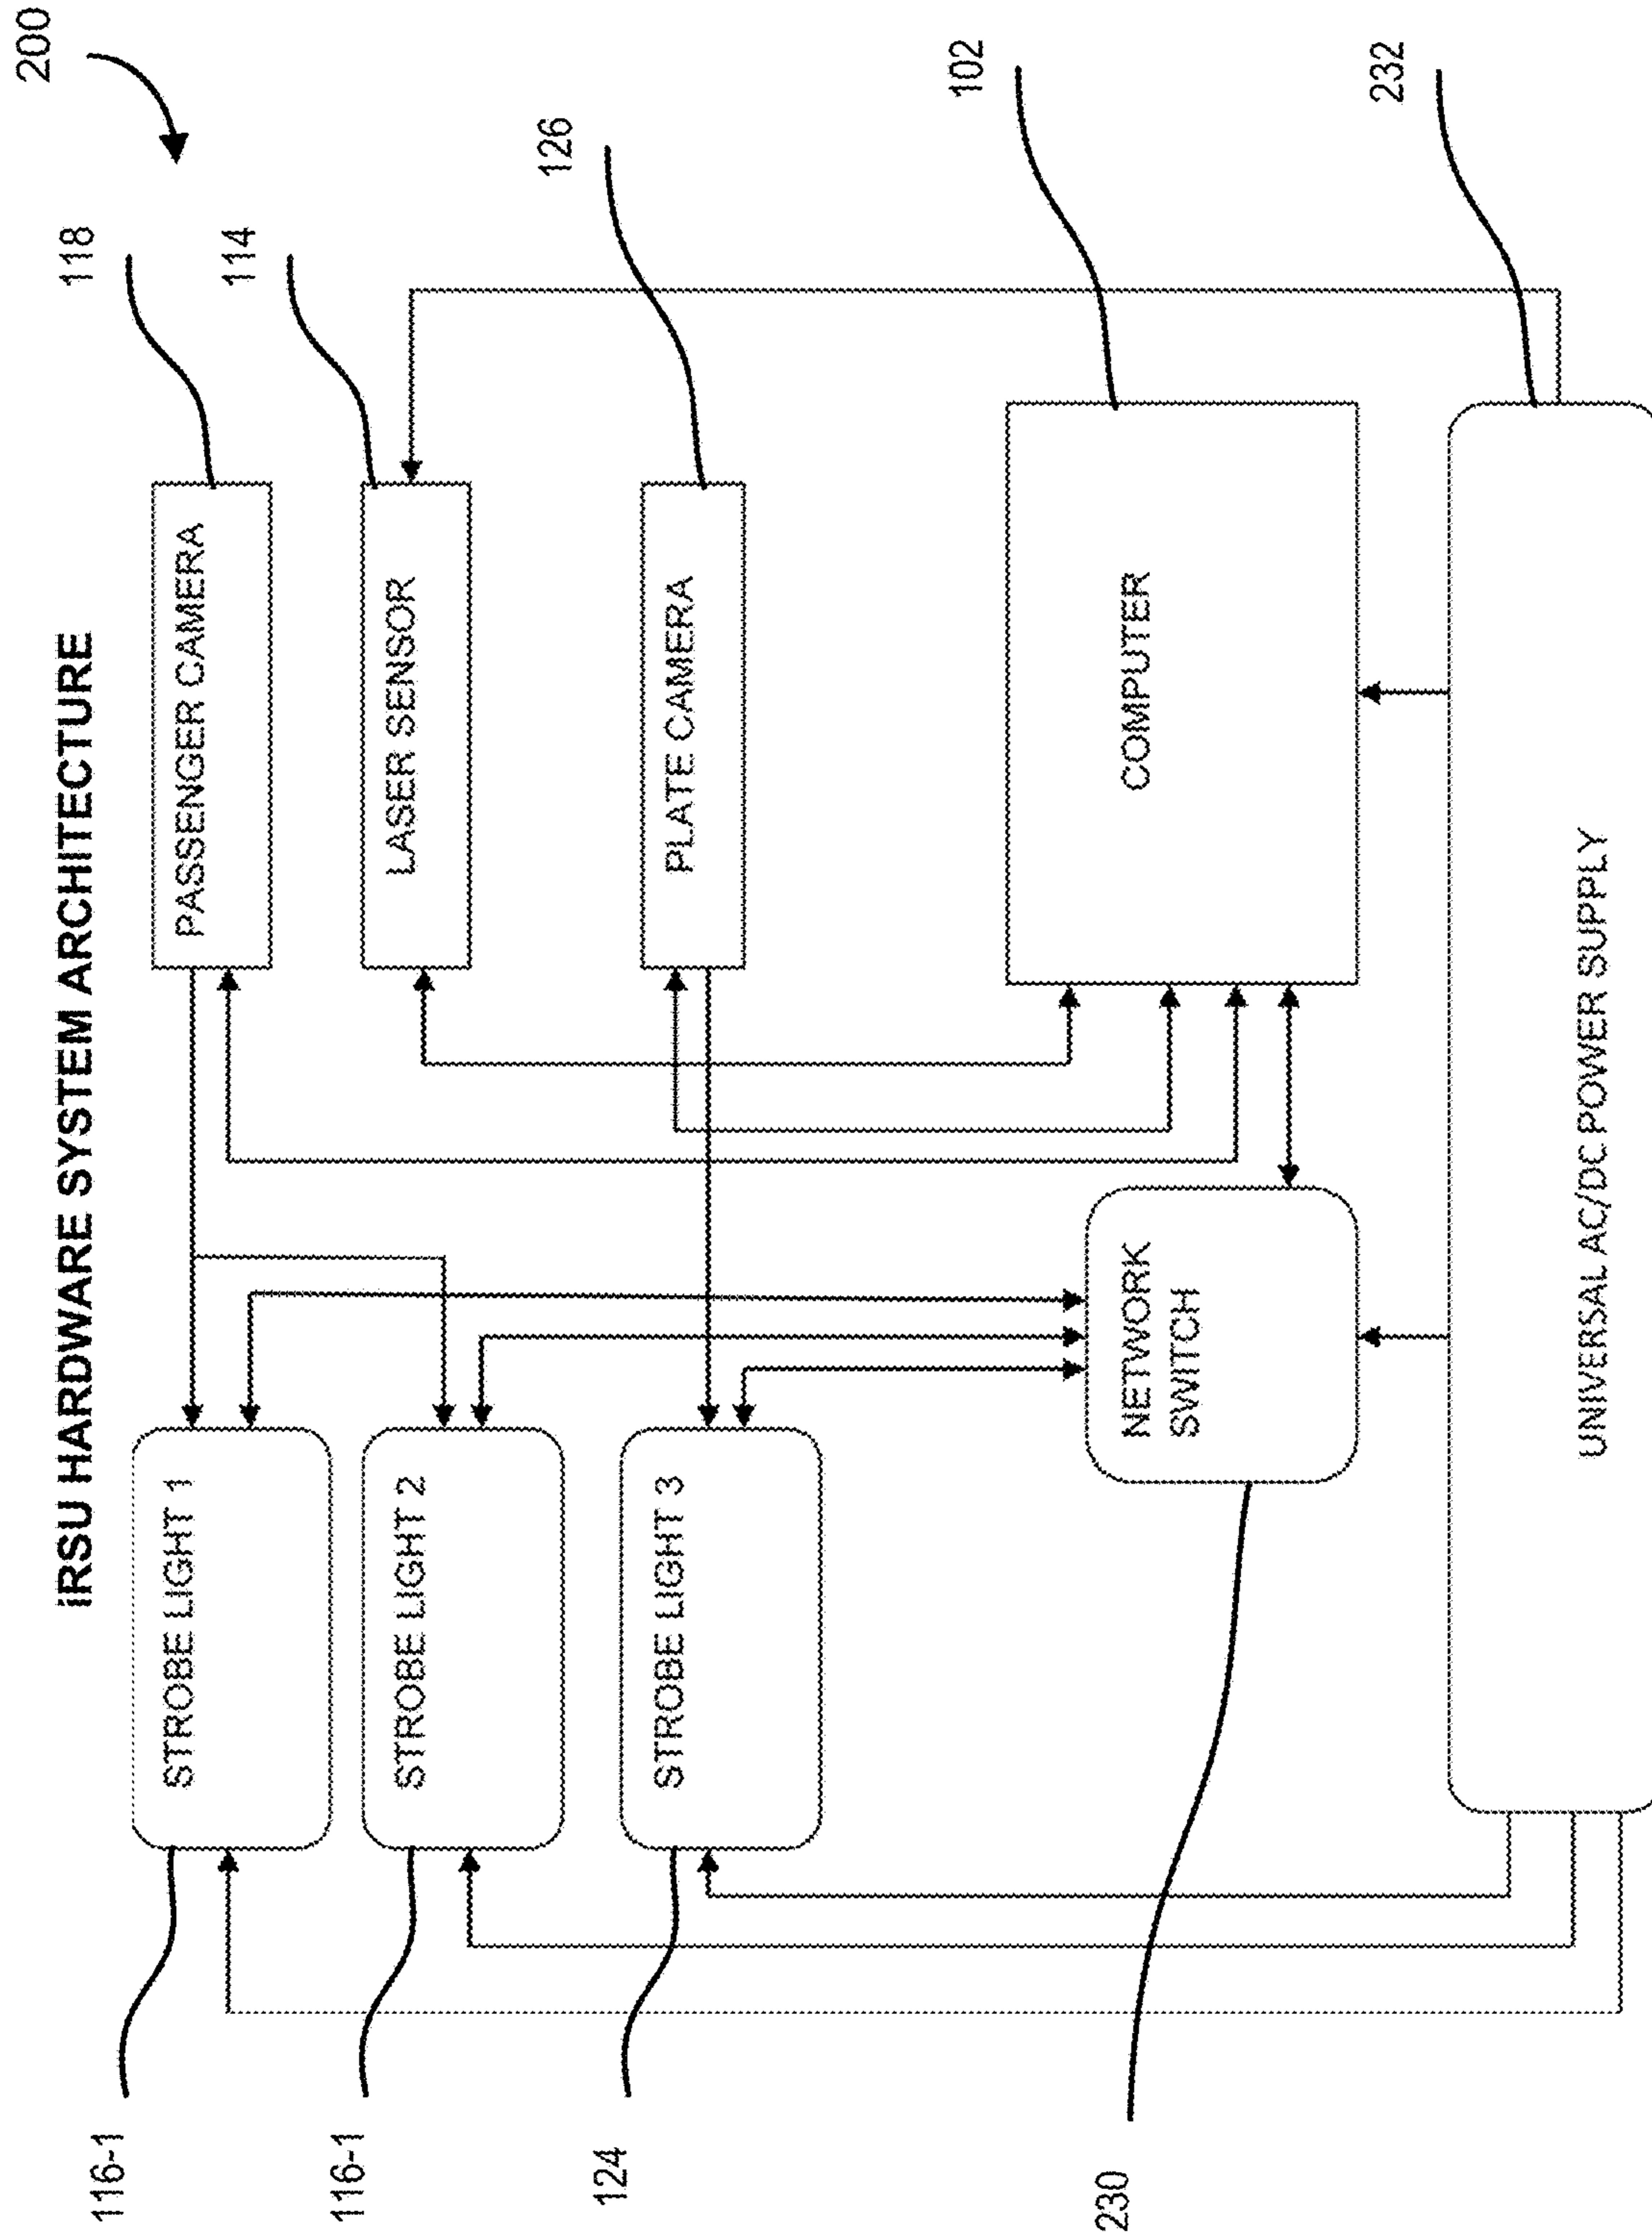 iRSU HARDWARE SYSTEM ARCHITECTURE
200
116-1
STROBE LIGHT 1
PASSENGER CAMERA
118
116-1
STROBE LIGHT 2
LASER SENSOR
114
124
STROBE LIGHT 3
PLATE CAMERA
126
230
NETWORK
SWITCH
COMPUTER
102
UNIVERSAL AC/DC POWER SUPPLY
232